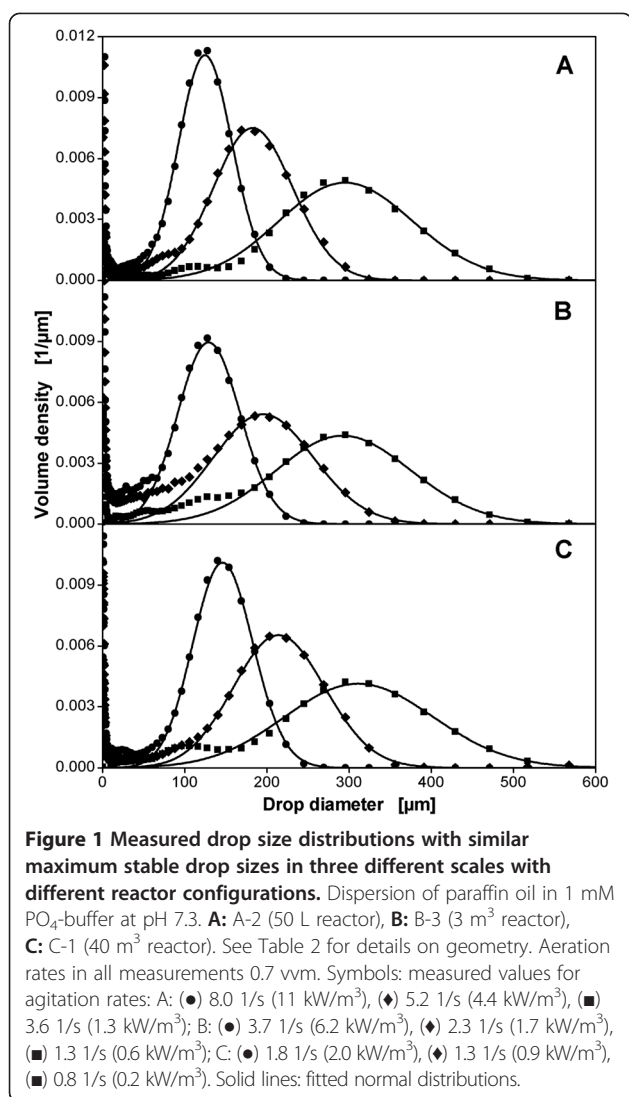 0.012
A
0.009
0.006
0.003
0.000
B
0.009
0.006
0.003
0.000
Volume density [1/µm]
C
0.009
0.006
0.003
0.000
0 100 200 300 400 500 600
Drop diameter [µm]
Figure 1 Measured drop size distributions with similar
maximum stable drop sizes in three different scales with
different reactor configurations. Dispersion of paraffin oil in 1 mM
PO₄-buffer at pH 7.3. A: A-2 (50 L reactor), B: B-3 (3 m³ reactor),
C: C-1 (40 m³ reactor). See Table 2 for details on geometry. Aeration
rates in all measurements 0.7 vvm. Symbols: measured values for
agitation rates: A: (●) 8.0 1/s (11 kW/m³), (♦) 5.2 1/s (4.4 kW/m³), (■)
3.6 1/s (1.3 kW/m³); B: (●) 3.7 1/s (6.2 kW/m³), (♦) 2.3 1/s (1.7 kW/m³),
(■) 1.3 1/s (0.6 kW/m³); C: (●) 1.8 1/s (2.0 kW/m³), (♦) 1.3 1/s (0.9 kW/m³),
(■) 0.8 1/s (0.2 kW/m³). Solid lines: fitted normal distributions.